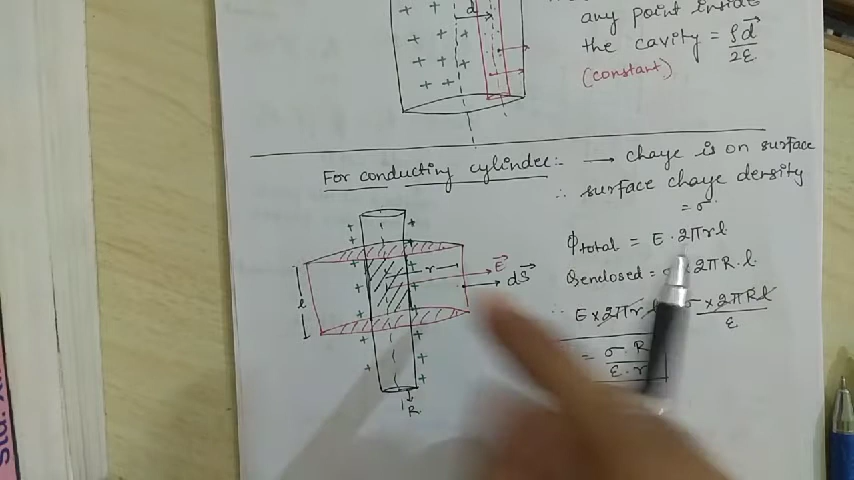 any point inside
the cavity = ρd⃗/2ε
(constant)
d
For conducting cylinder:- → charge is on surface
∴ surface charge density
= σ
ϕtotal = E · 2πrl
Qenclosed = 2πR·l
∴ E × 2πr σ × 2πRl/ε
= σ·R/ε·r
r
E⃗
dS⃗
l
R
Std.